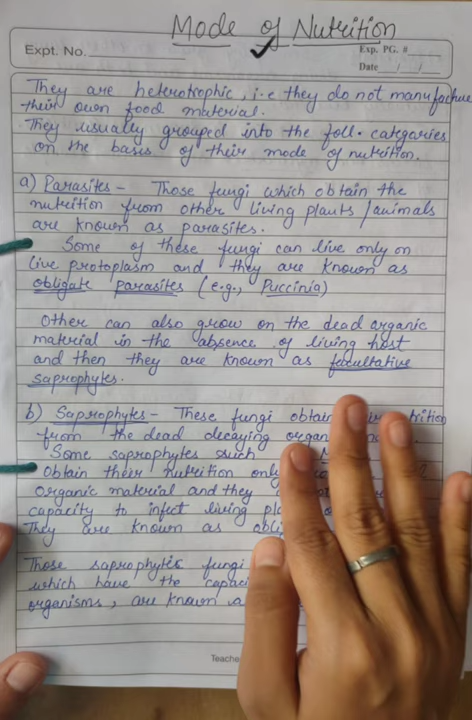 Mode of Nutrition
Expt. No.
Exp. PG. #
Date / /
They are heterotrophic, i.e they do not manufacture
their own food material.
They usually grouped into the foll. catgaries
on the basis of their mode of nutrition.
a) Parasites - Those fungi which obtain the
nutrition from other living plants / animals
are known as parasites.
Some of these fungi can live only on
live protoplasm and they are known as
obligate parasites (e.g., Puccinia)
Other can also grow on the dead organic
material in the absence of living host
and then they are known as facultative
saprophytes.
b) Saprophytes - These fungi obtain
from the dead decaying
Some saprophytes such
Obtain their nutrition only
organic material and they
capacity to infect living
They are known as
Those saprophytes fungi
which have the
organisms, are known